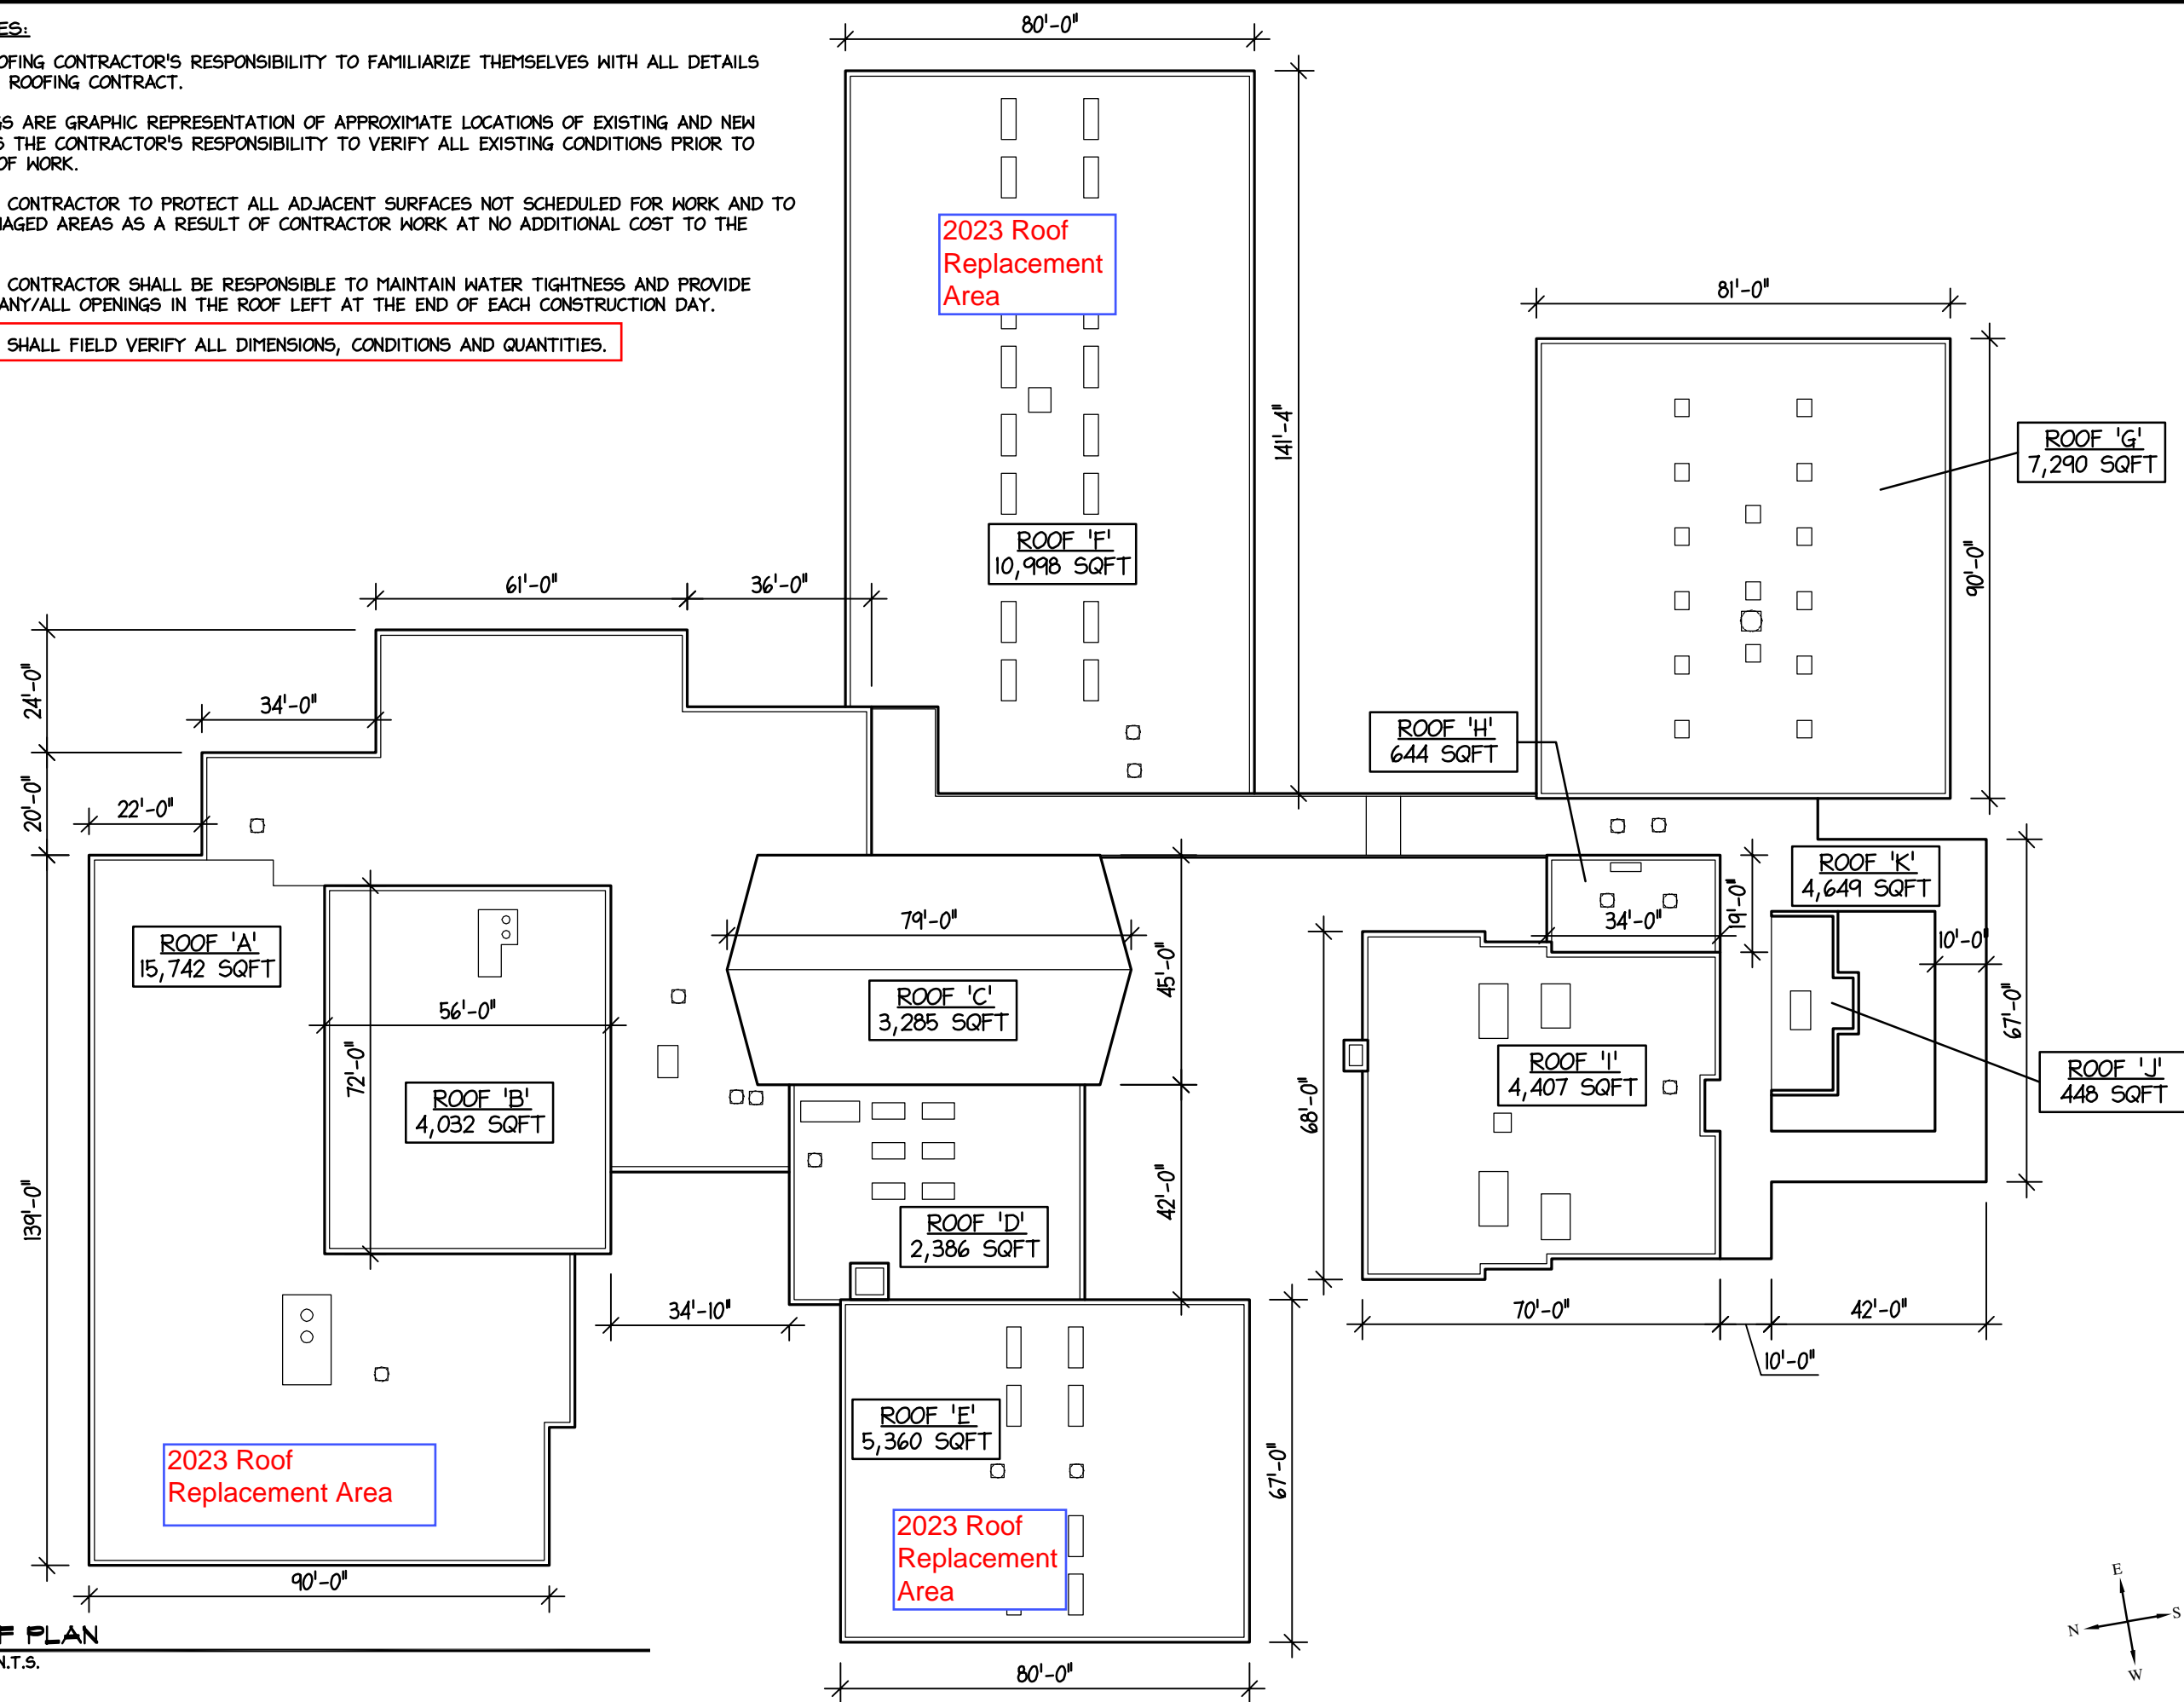 ES:
OFING CONTRACTOR'S RESPONSIBILITY TO FAMILIARIZE THEMSELVES WITH ALL DETAILS
ROOFING CONTRACT.
GS ARE GRAPHIC REPRESENTATION OF APPROXIMATE LOCATIONS OF EXISTING AND NEW
S THE CONTRACTOR'S RESPONSIBILITY TO VERIFY ALL EXISTING CONDITIONS PRIOR TO
OF WORK.
CONTRACTOR TO PROTECT ALL ADJACENT SURFACES NOT SCHEDULED FOR WORK AND TO
MAGED AREAS AS A RESULT OF CONTRACTOR WORK AT NO ADDITIONAL COST TO THE
CONTRACTOR SHALL BE RESPONSIBLE TO MAINTAIN WATER TIGHTNESS AND PROVIDE
ANY/ALL OPENINGS IN THE ROOF LEFT AT THE END OF EACH CONSTRUCTION DAY.
SHALL FIELD VERIFY ALL DIMENSIONS, CONDITIONS AND QUANTITIES.
80'-0"
2023 Roof
Replacement
Area
141'-4"
ROOF 'F'
10,998 SQFT
81'-0"
90'-0"
ROOF 'G'
7,290 SQFT
61'-0"
36'-0"
24'-0"
34'-0"
20'-0"
22'-0"
139'-0"
ROOF 'A'
15,742 SQFT
56'-0"
72'-0"
ROOF 'B'
4,032 SQFT
79'-0"
ROOF 'C'
3,285 SQFT
45'-0"
42'-0"
ROOF 'D'
2,386 SQFT
34'-10"
ROOF 'H'
644 SQFT
34'-0"
19'-0"
ROOF 'K'
4,649 SQFT
10'-0"
67'-0"
68'-0"
ROOF 'I'
4,407 SQFT
ROOF 'J'
448 SQFT
70'-0"
42'-0"
10'-0"
ROOF 'E'
5,360 SQFT
67'-0"
2023 Roof
Replacement
Area
80'-0"
2023 Roof
Replacement Area
90'-0"
F PLAN
N.T.S.
E
S
N
W